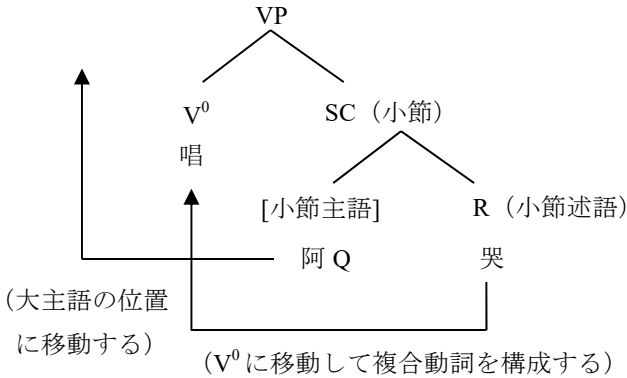 VP
V⁰ SC（小節）
唱
[小節主語] R（小節述語）
阿 Q 哭
（大主語の位置
に移動する）
（V⁰に移動して複合動詞を構成する）